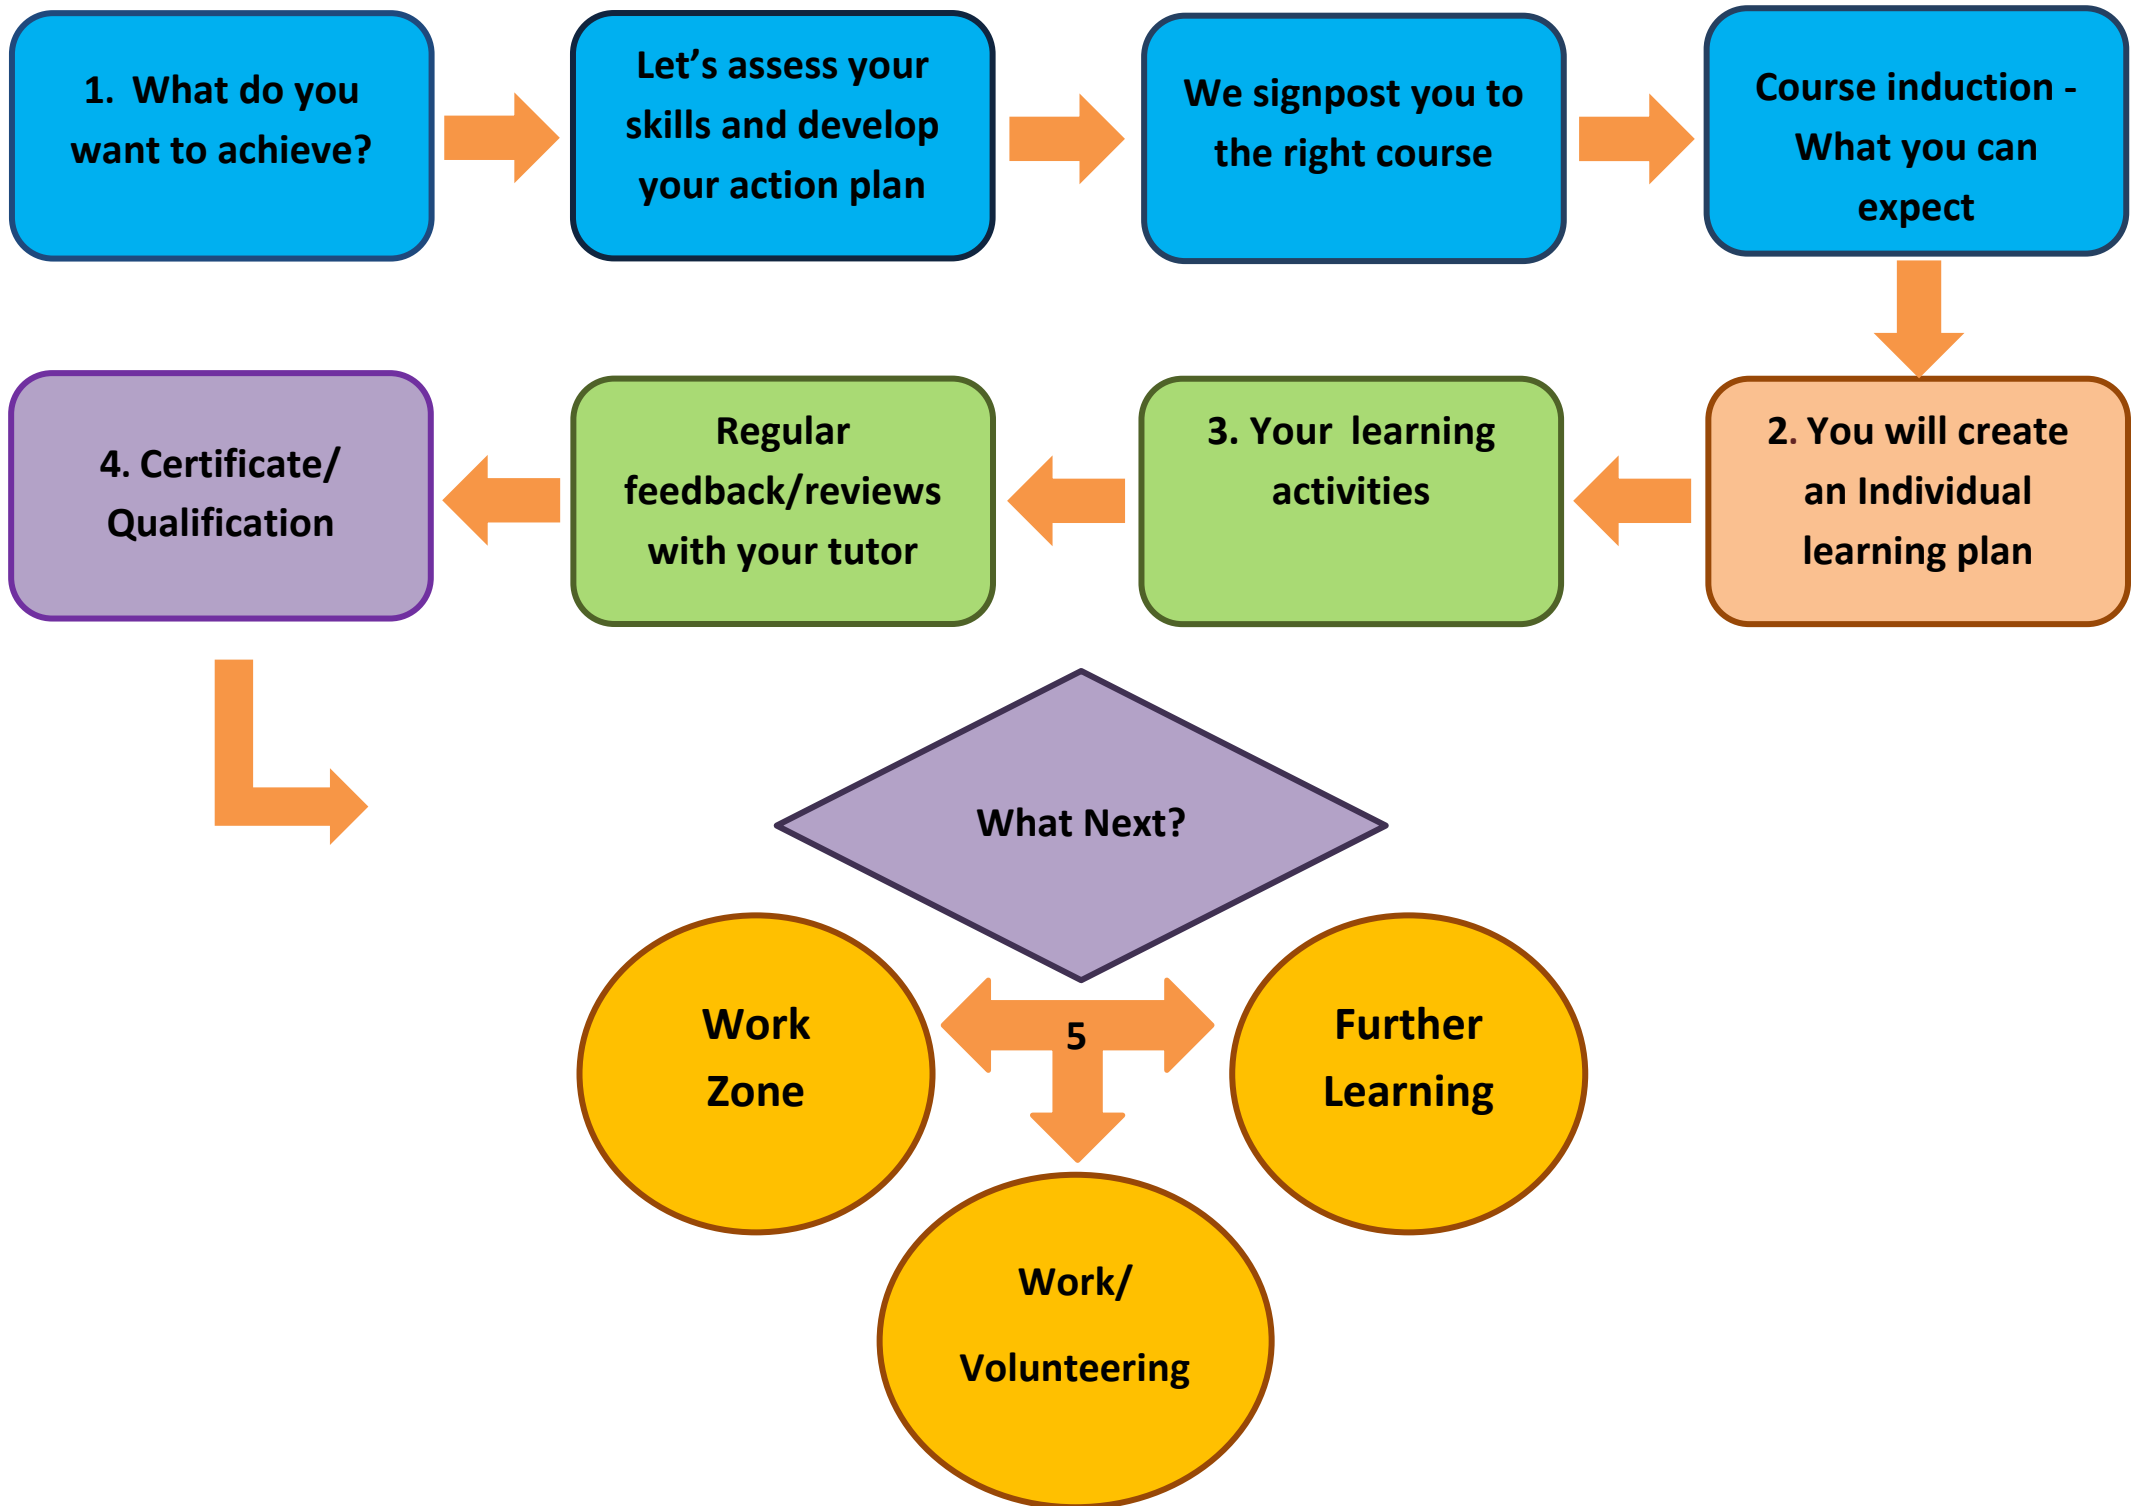 1. What do you
want to achieve?
Let’s assess your
skills and develop
your action plan
We signpost you to
the right course
Course induction -
What you can
expect
2. You will create
an Individual
learning plan
3. Your learning
activities
Regular
feedback/reviews
with your tutor
4. Certificate/
Qualification
What Next?
5
Work
Zone
Further
Learning
Work/
Volunteering